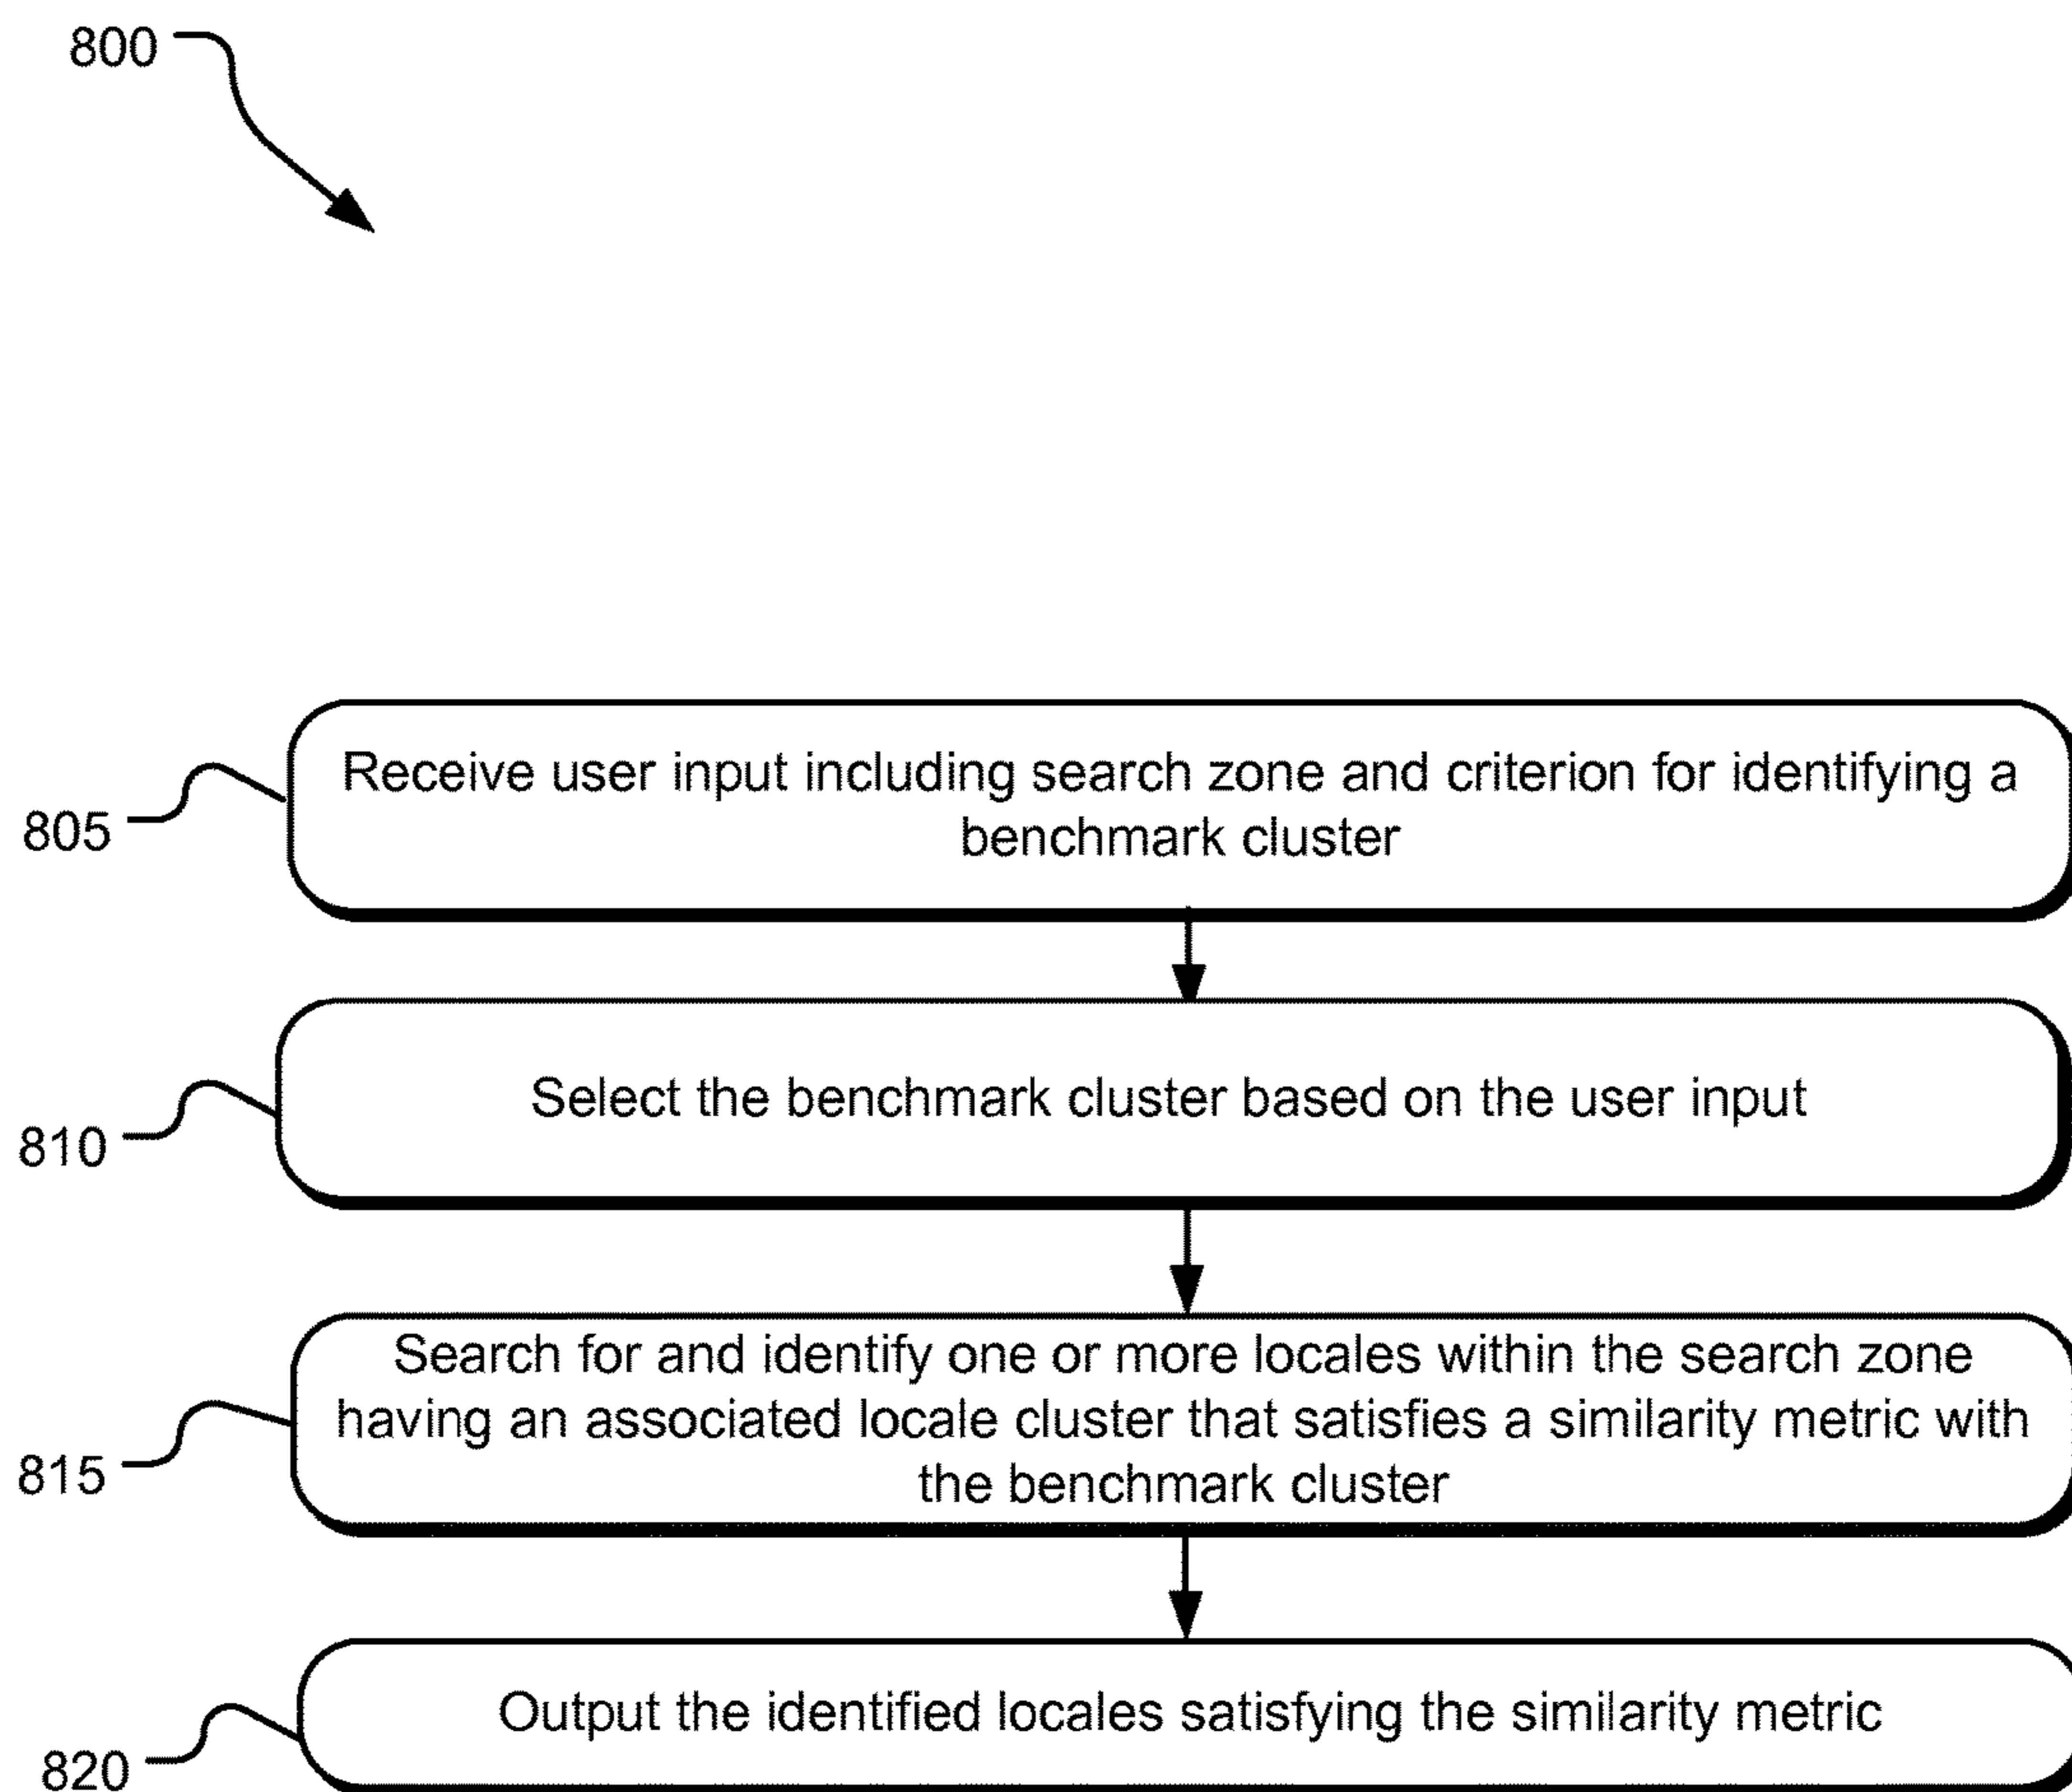 800
Receive user input including search zone and criterion for identifying a
benchmark cluster
805
Select the benchmark cluster based on the user input
810
Search for and identify one or more locales within the search zone
having an associated locale cluster that satisfies a similarity metric with
the benchmark cluster
815
Output the identified locales satisfying the similarity metric
820